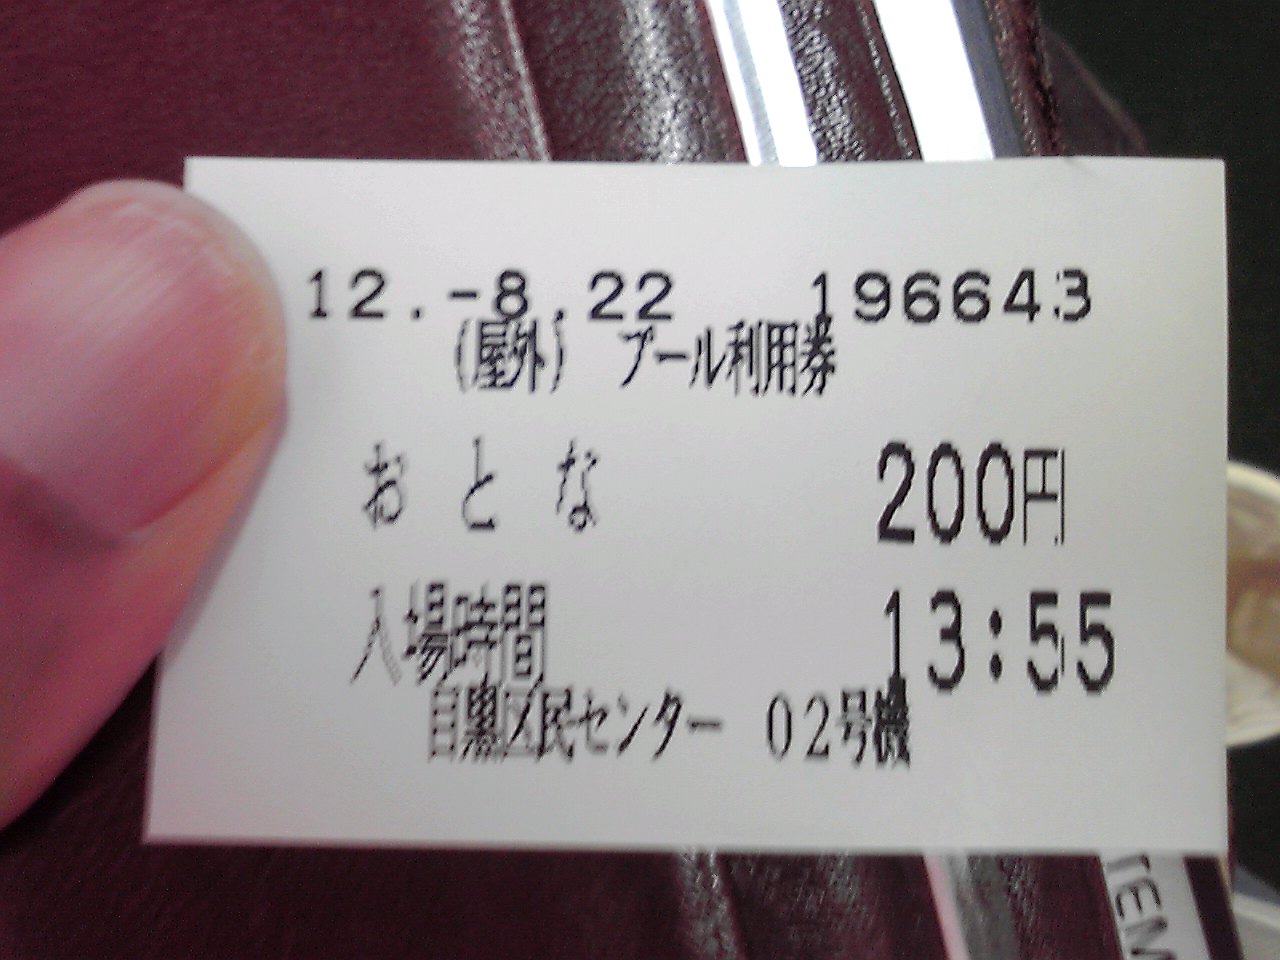 12.-8.22 196643
(屋外) プール利用券
おとな 200円
入場時間 13:55
目黒区民センター 02号機
TEM